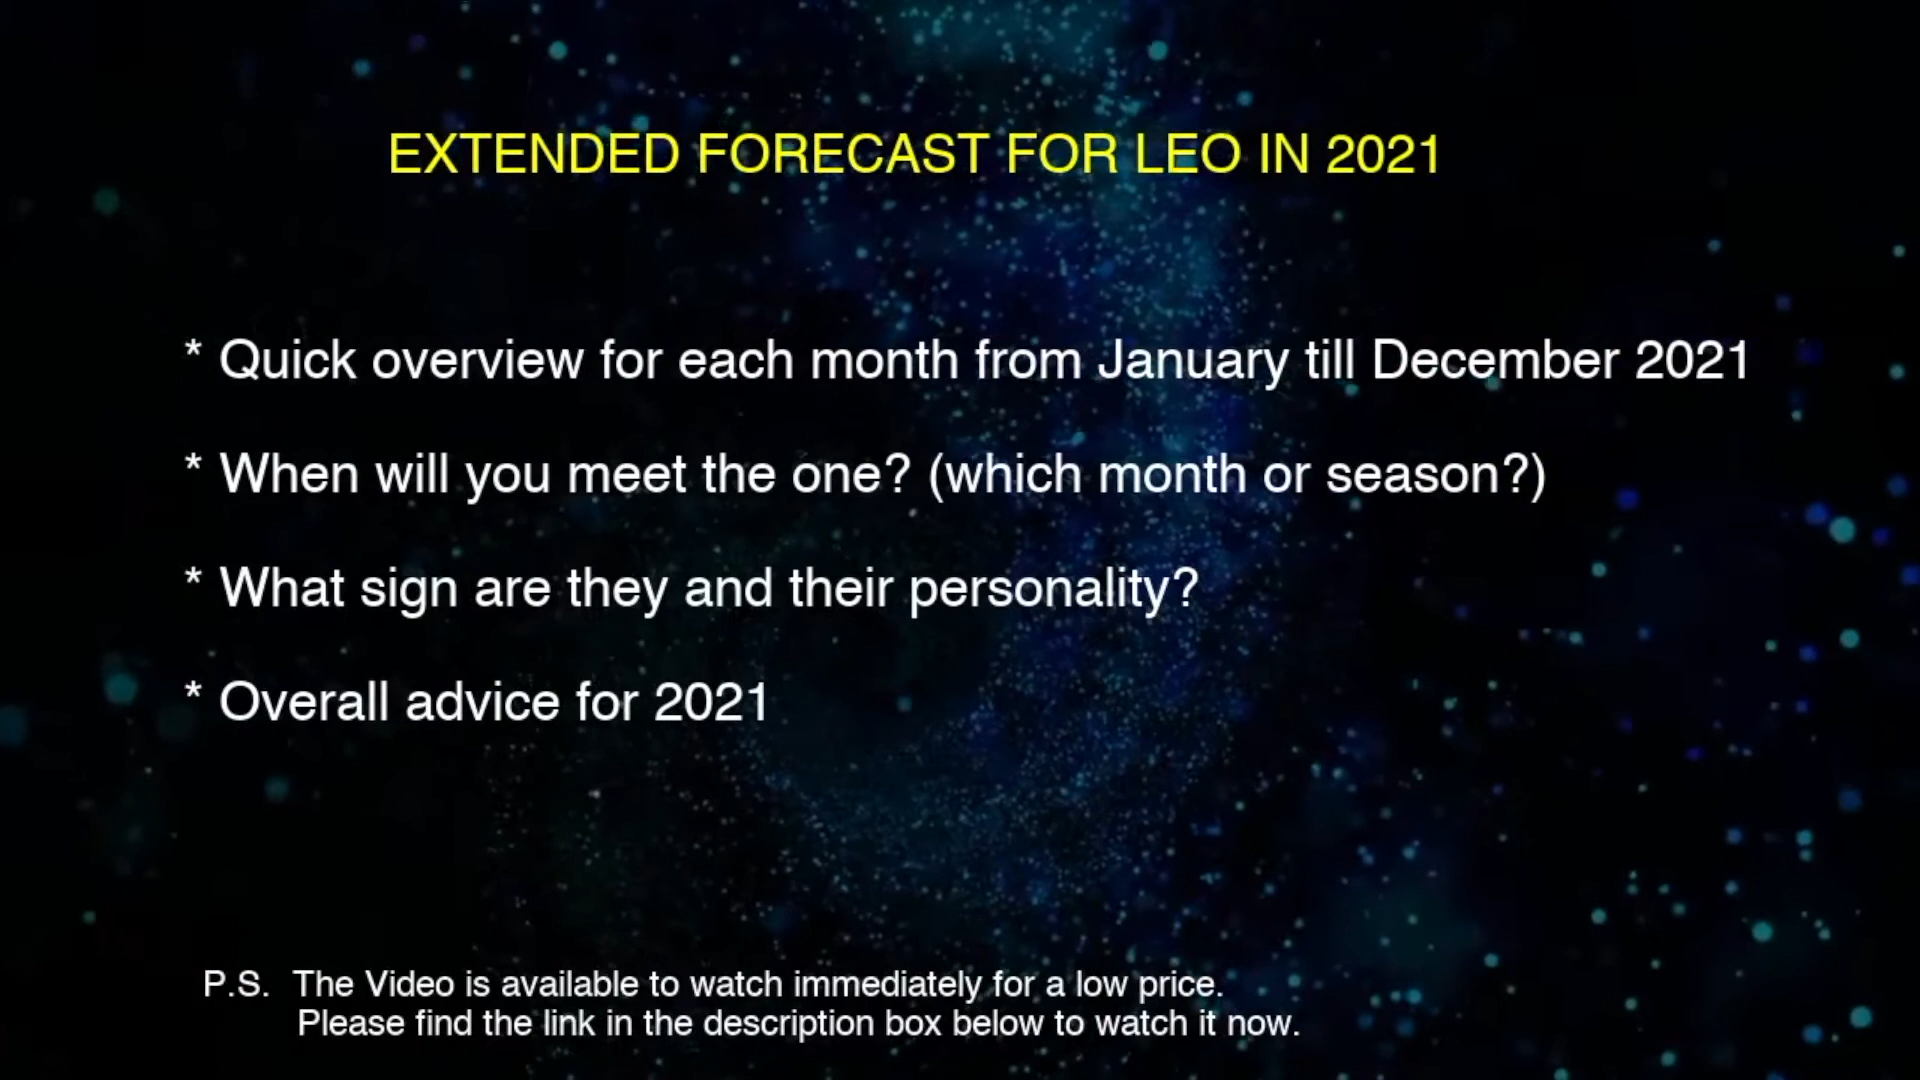 EXTENDED FORECAST FOR LEO IN 2021
* Quick overview for each month from January till December 2021
* When will you meet the one? (which month or season?)
* What sign are they and their personality?
* Overall advice for 2021
P.S. The Video is available to watch immediately for a low price.
Please find the link in the description box below to watch it now.